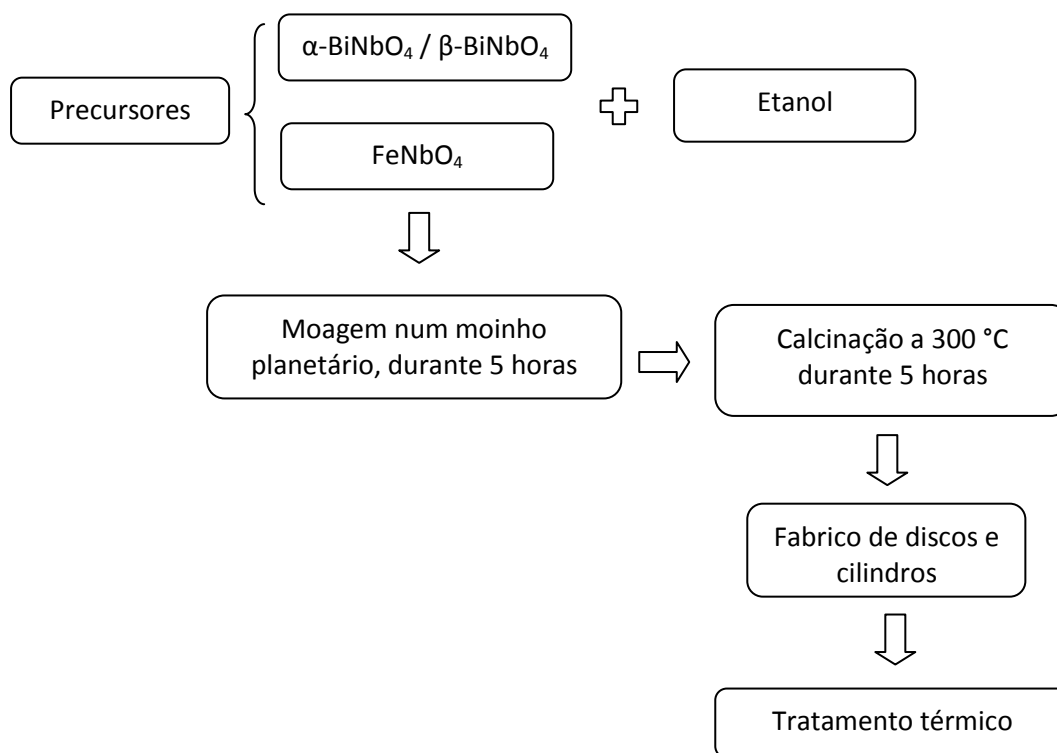 α-BiNbO₄ / β-BiNbO₄
Precursores
Etanol
FeNbO₄
Moagem num moinho
planetário, durante 5 horas
Calcinação a 300 °C
durante 5 horas
Fabrico de discos e
cilindros
Tratamento térmico